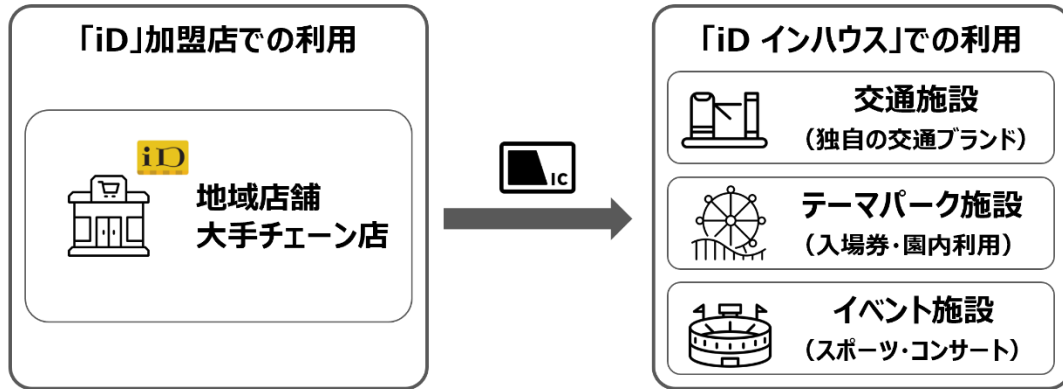 「iD」加盟店での利用
iD
地域店舗
大手チェーン店
IC
「iD インハウス」での利用
交通施設
（独自の交通ブランド）
テーマパーク施設
（入場券・園内利用）
イベント施設
（スポーツ・コンサート）